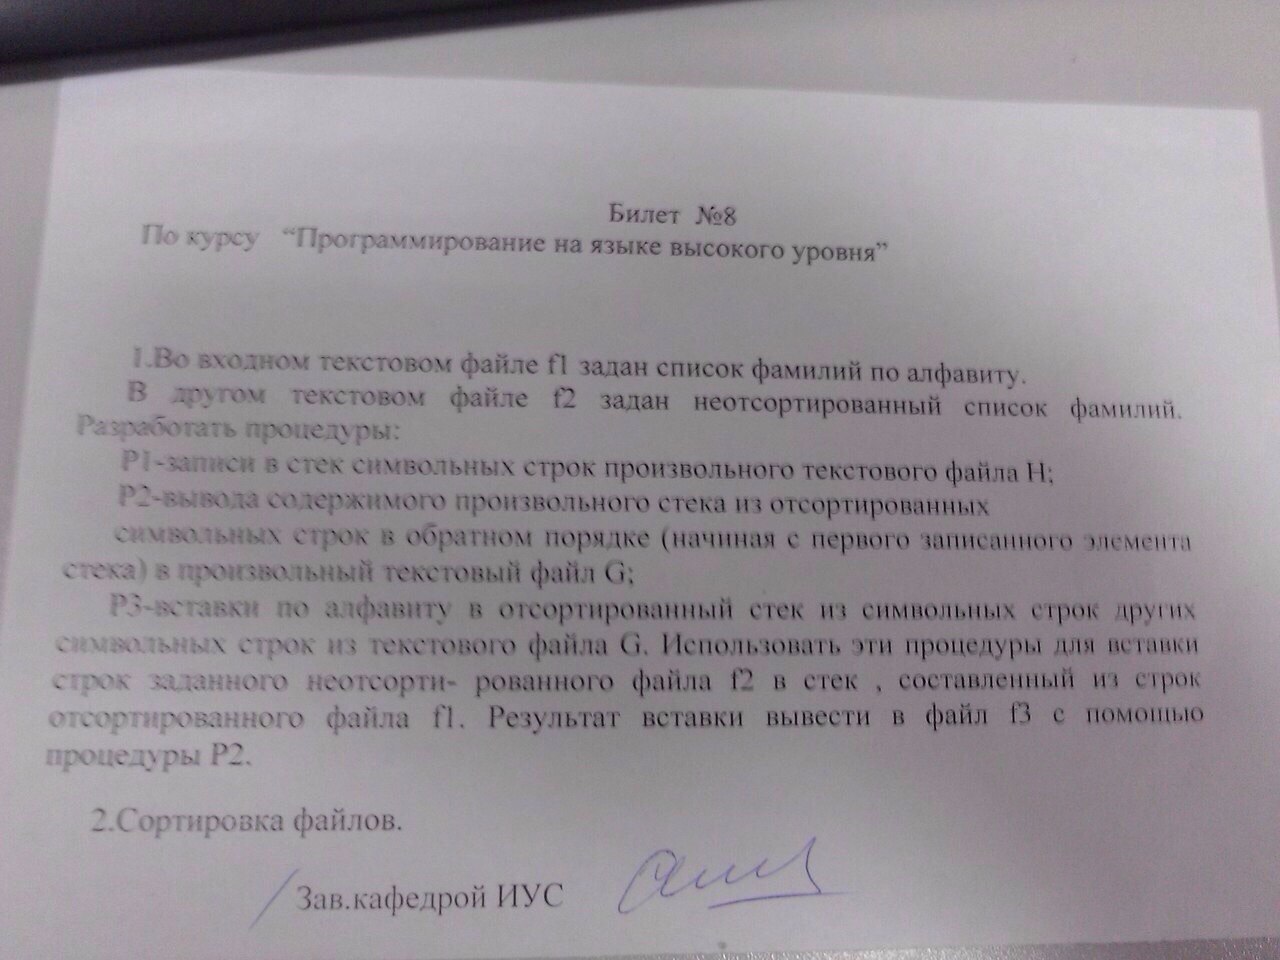 Билет №8
По курсу “Программирование на языке высокого уровня”
1.Во входном текстовом файле f1 задан список фамилий по алфавиту.
В другом текстовом файле f2 задан неотсортированный список фамилий.
Разработать процедуры:
P1-записи в стек символьных строк произвольного текстового файла H;
P2-вывода содержимого произвольного стека из отсортированных
символьных строк в обратном порядке (начиная с первого записанного элемента
стека) в произвольный текстовый файл G;
P3-вставки по алфавиту в отсортированный стек из символьных строк других
символьных строк из текстового файла G. Использовать эти процедуры для вставки
строк заданного неотсорти- рованного файла f2 в стек , составленный из строк
отсортированного файла f1. Результат вставки вывести в файл f3 с помощью
процедуры P2.
2.Сортировка файлов.
Зав.кафедрой ИУС